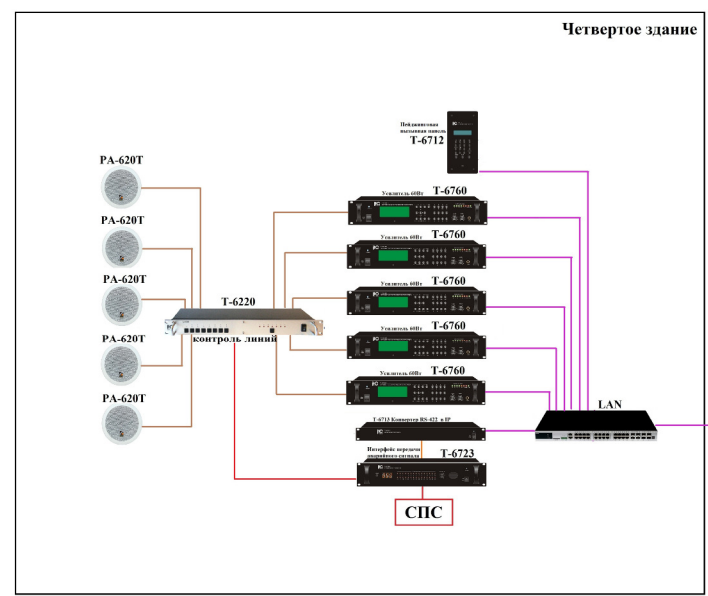 Четвертое здание
Пейджинговая
вызывная панель
T-6712
PA-620T
Усилитель 60Вт T-6760
PA-620T
Усилитель 60Вт T-6760
PA-620T
Усилитель 60Вт T-6760
T-6220
контроль линий
PA-620T
Усилитель 60Вт T-6760
PA-620T
Усилитель 60Вт T-6760
LAN
T-6713 Конвертер RS-422 в IP
Интерфейс передачи
аварийного сигнала
T-6723
СПС